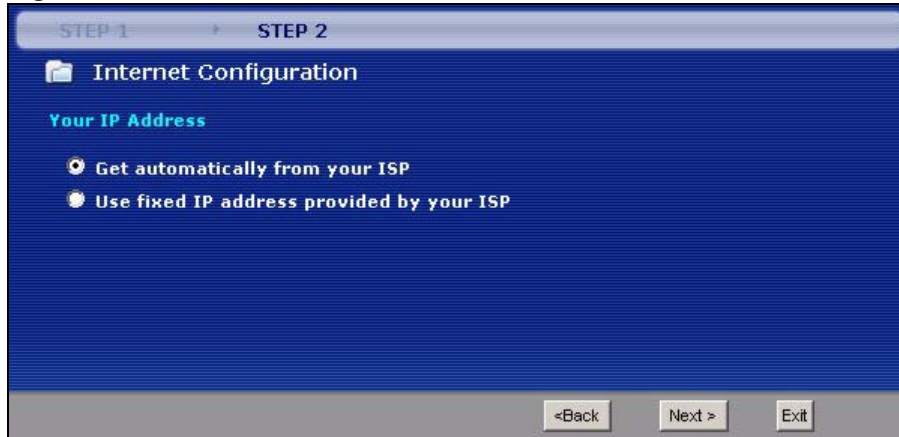 STEP 1 STEP 2
Internet Configuration
Your IP Address
Get automatically from your ISP
Use fixed IP address provided by your ISP
<Back Next > Exit